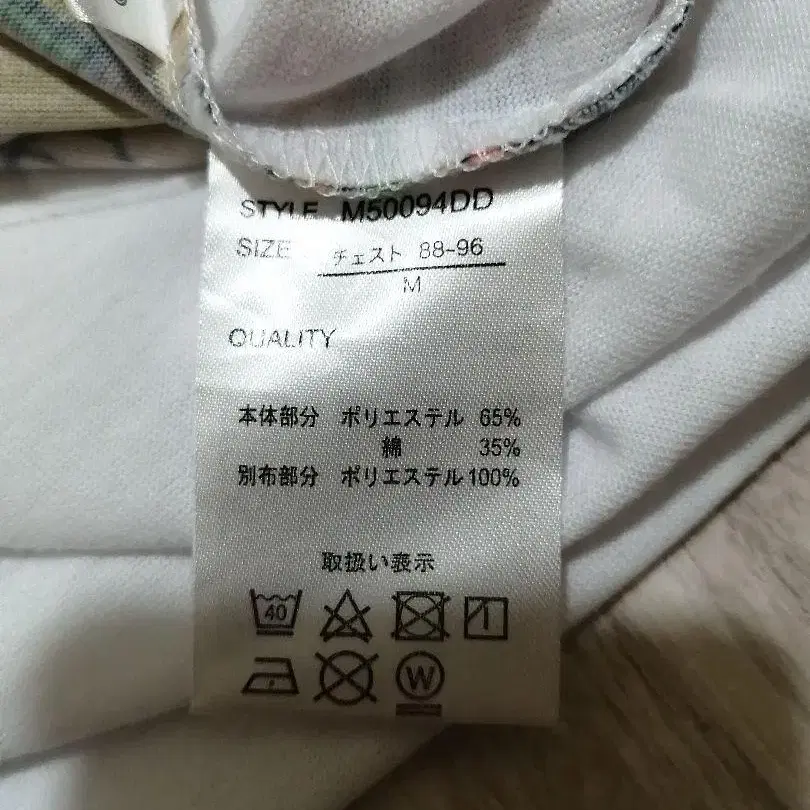 STYLE M50094DD
SIZE チェスト 88-96
M
QUALITY
本体部分 ポリエステル 65%
綿 35%
別布部分 ポリエステル 100%
取扱い表示
40
W